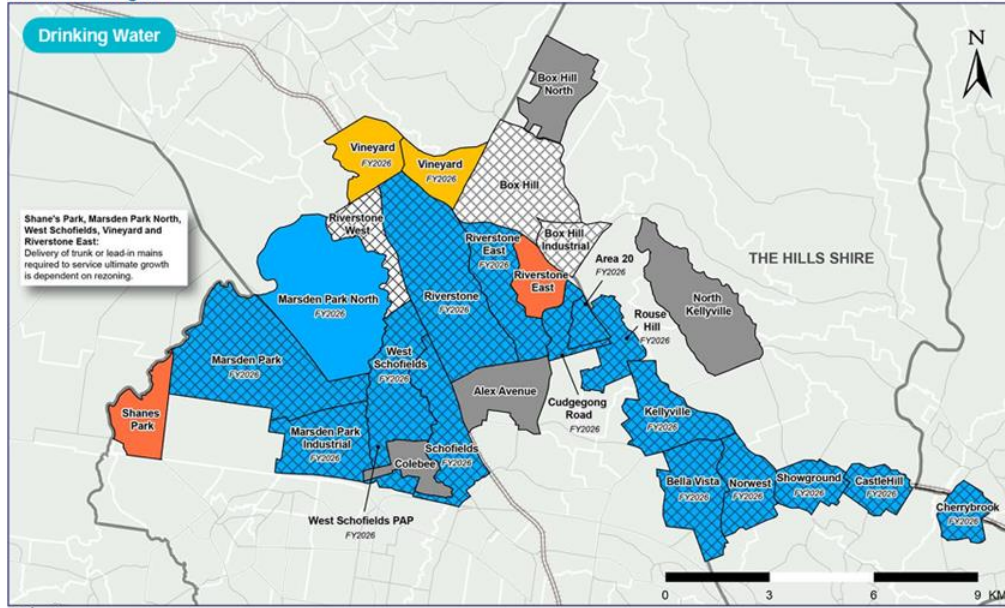 Drinking Water
N
Box Hill
North
Vineyard
FY2026
Vineyard
FY2026
Box Hill
Shane's Park, Marsden Park North,
West Schofields, Vineyard and
Riverstone East:
Delivery of trunk or lead-in mains
required to service ultimate growth
is dependent on rezoning.
Riverstone
West
Box Hill
Industrial
Riverstone
East
FY2026
Area 20
FY2026
THE HILLS SHIRE
Riverstone
East
Marsden Park North
FY2026
Riverstone
FY2026
North
Kellyville
Rouse
Hill
FY2026
West
Schofields
FY2026
Marsden Park
FY2026
Alex Avenue
Cudgegong
Road
FY2026
Shanes
Park
Kellyville
FY2026
Marsden Park
Industrial
FY2026
Schofields
FY2026
Colebee
Bella Vista
FY2026
Norwest
FY2026
Showground
FY2026
CastleHill
FY2026
Cherrybrook
FY2026
West Schofields PAP
FY2026
0 3 6 9 KM